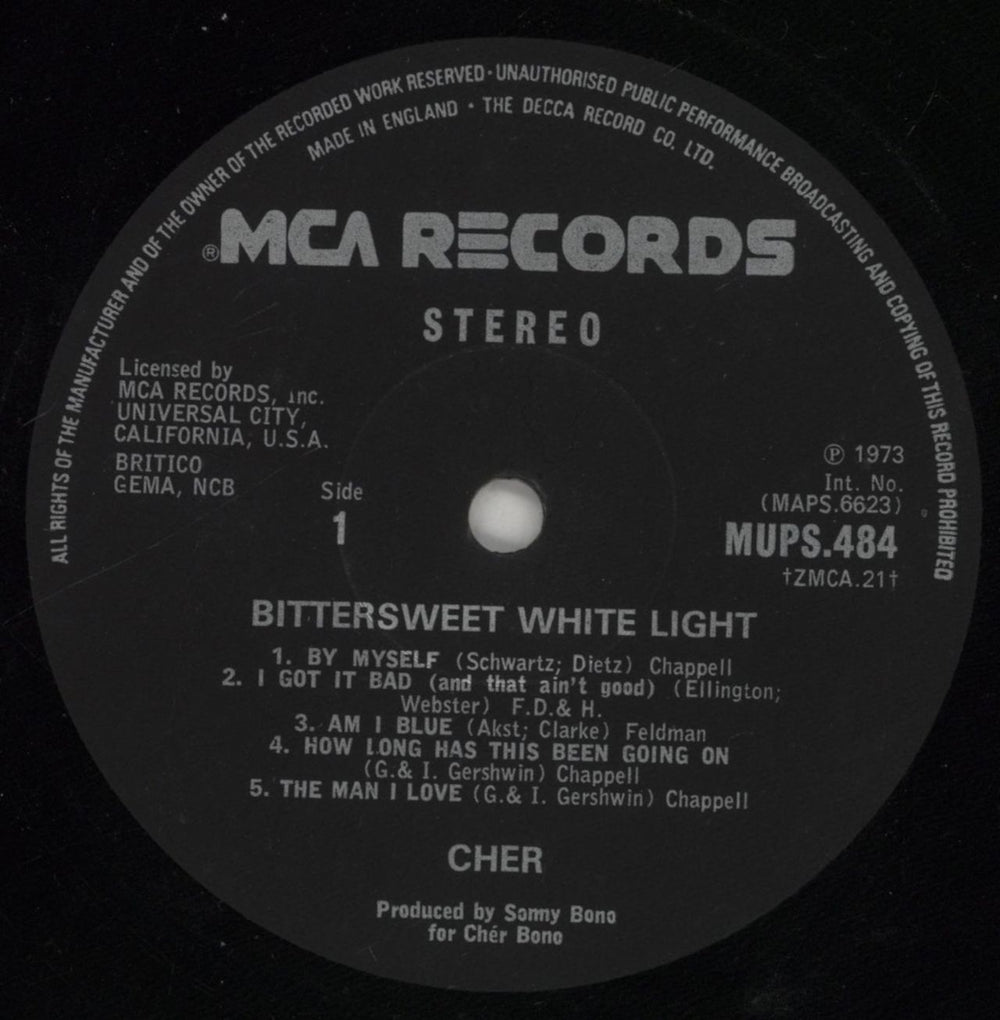 ALL RIGHTS OF THE MANUFACTURER AND OF THE OWNER OF THE RECORDED WORK RESERVED · UNAUTHORISED PUBLIC PERFORMANCE BROADCASTING AND COPYING OF THIS RECORD PROHIBITED
MADE IN ENGLAND · THE DECCA RECORD CO. LTD.
® MCA RECORDS
STEREO
Licensed by
MCA RECORDS, inc.
UNIVERSAL CITY,
CALIFORNIA, U.S.A.
BRITICO
GEMA, NCB
Side
1
℗ 1973
Int. No.
(MAPS.6623)
MUPS.484
†ZMCA.21†
BITTERSWEET WHITE LIGHT
1. BY MYSELF (Schwartz; Dietz) Chappell
2. I GOT IT BAD (and that ain't good) (Ellington;
Webster) F.D.& H.
3. AM I BLUE (Akst; Clarke) Feldman
4. HOW LONG HAS THIS BEEN GOING ON
(G.& I. Gershwin) Chappell
5. THE MAN I LOVE (G.& I. Gershwin) Chappell
CHER
Produced by Sonny Bono
for Chér Bono